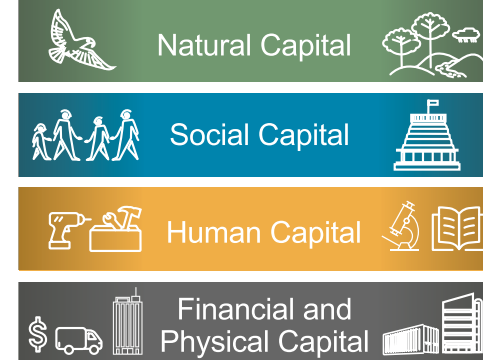 Natural Capital
Social Capital
Human Capital
Financial and
$ Physical Capital